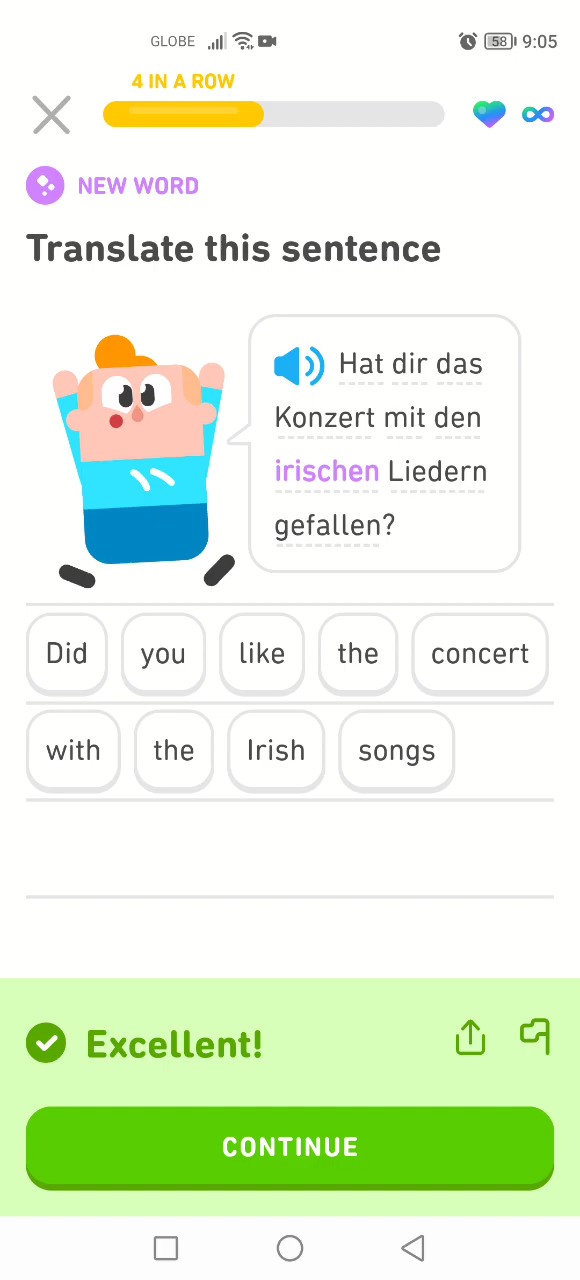 GLOBE 58 9:05
4 IN A ROW
NEW WORD
Translate this sentence
Hat dir das
Konzert mit den
irischen Liedern
gefallen?
Did you like the concert
with the Irish songs
Excellent!
CONTINUE